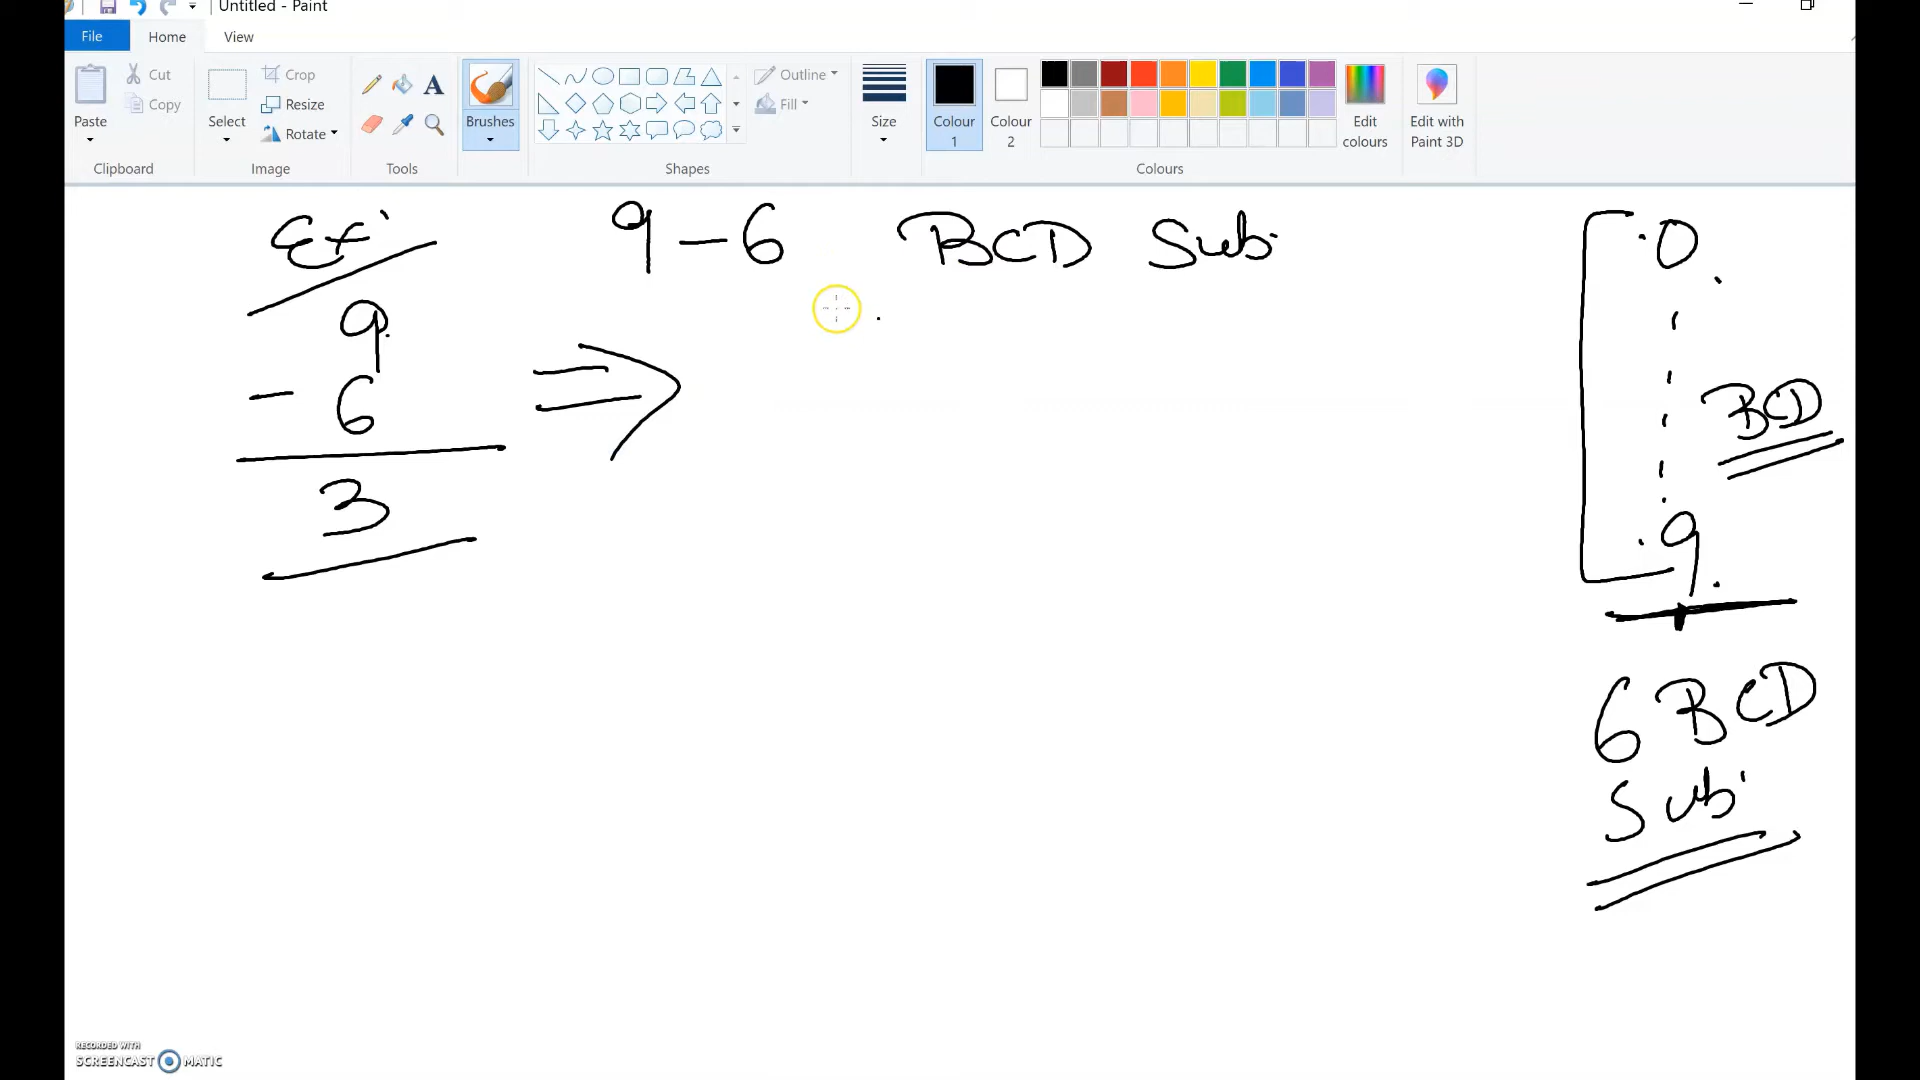 Untitled - Paint
File Home View
Paste
Cut
Copy
Clipboard
Select
Crop
Resize
Rotate
Image
A
Tools
Brushes
Outline
Fill
Shapes
Size
Colour 1
Colour 2
Edit colours
Edit with Paint 3D
Colours
Ex' 9 - 6 BCD Sub.
9
- 6
3
0
BCD
9
6 BCD
Sub'
RECORDED WITH
SCREENCAST MATIC